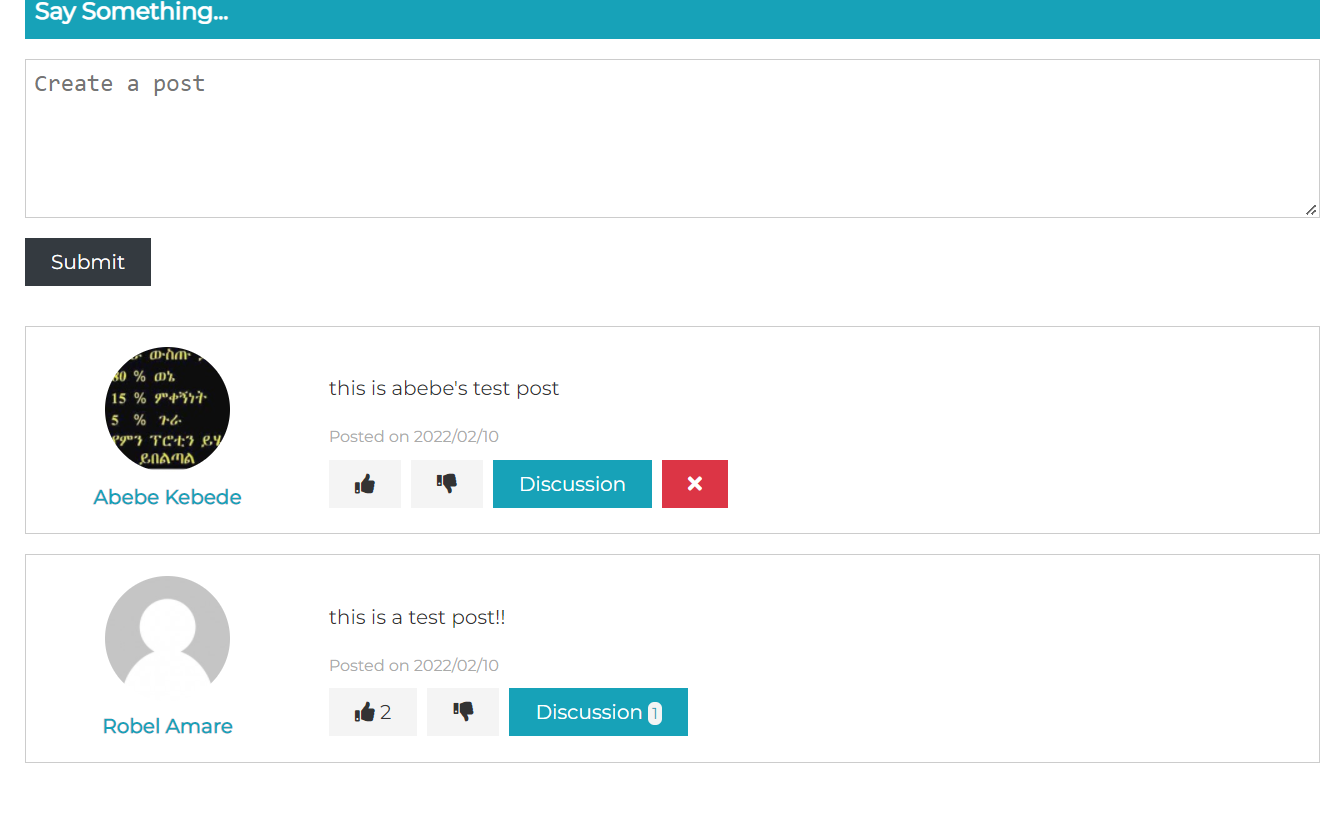 Say Something...
Create a post
Submit
ውስጡ
80 % ወኔ
15 % ምቀኝነት
5 % ጉራ
የምን ፕሮቲን ይሄ
ይበልጣል
Abebe Kebede
this is abebe's test post
Posted on 2022/02/10
Discussion
Robel Amare
this is a test post!!
Posted on 2022/02/10
2
Discussion 1